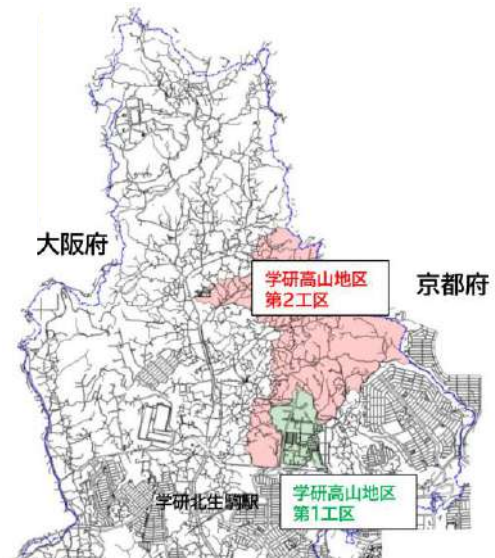 大阪府
学研高山地区
第2工区
京都府
学研北生駒駅
学研高山地区
第1工区